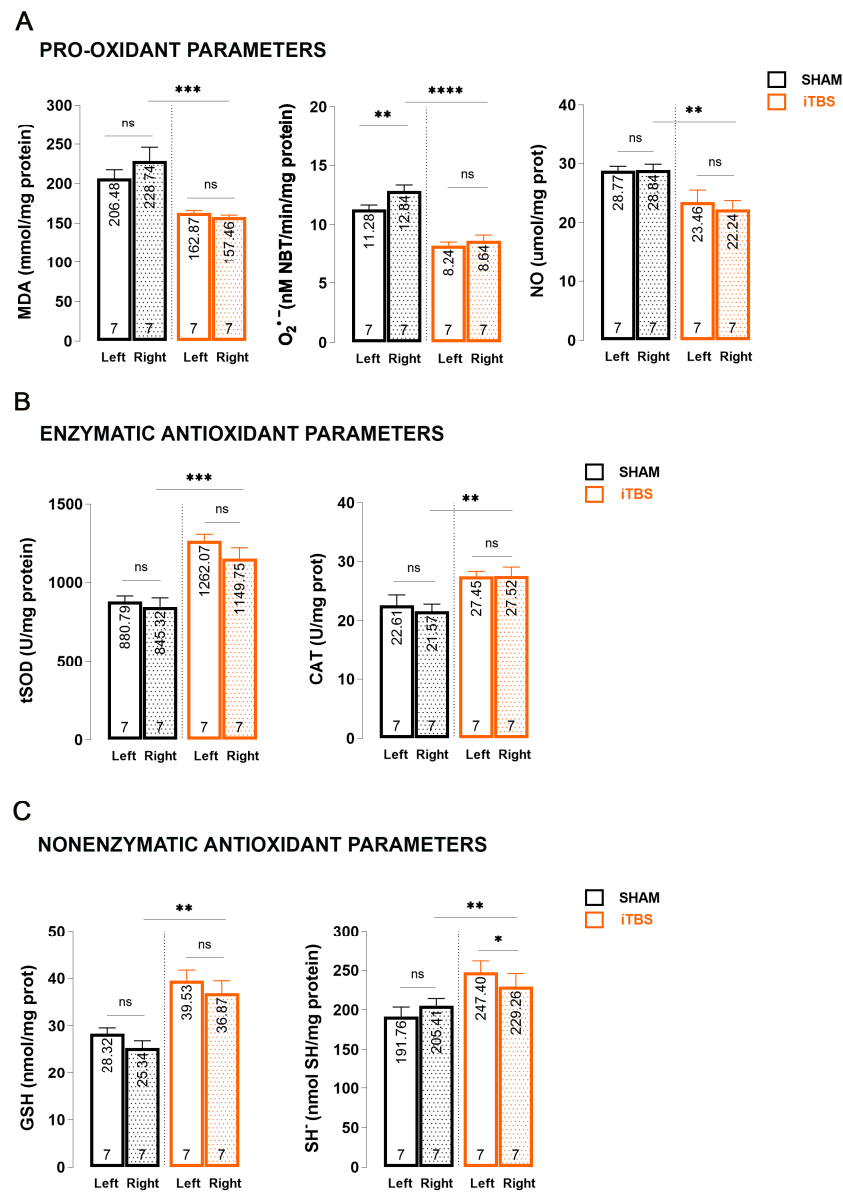 A
PRO-OXIDANT PARAMETERS
SHAM
iTBS
MDA (mmol/mg protein)
300
250
200
150
100
50
0
ns
***
ns
206.48
228.74
162.87
157.46
7 7 7 7
Left Right Left Right
O2•− (nM NBT/min/mg protein)
20
15
10
5
0
**
****
ns
11.28
12.84
8.24
8.64
7 7 7 7
Left Right Left Right
NO (umol/mg prot)
40
30
20
10
0
ns
**
ns
28.77
28.84
23.46
22.24
7 7 7 7
Left Right Left Right
B
ENZYMATIC ANTIOXIDANT PARAMETERS
SHAM
iTBS
tSOD (U/mg protein)
1500
1000
500
0
ns
***
ns
880.79
845.32
1262.07
1149.75
7 7 7 7
Left Right Left Right
CAT (U/mg prot)
40
30
20
10
0
ns
**
ns
22.61
21.57
27.45
27.52
7 7 7 7
Left Right Left Right
C
NONENZYMATIC ANTIOXIDANT PARAMETERS
SHAM
iTBS
GSH (nmol/mg prot)
50
40
30
20
10
0
ns
**
ns
28.32
25.34
39.53
36.87
7 7 7 7
Left Right Left Right
SH- (nmol SH/mg protein)
300
250
200
150
100
50
0
ns
**
*
191.76
205.41
247.40
229.26
7 7 7 7
Left Right Left Right